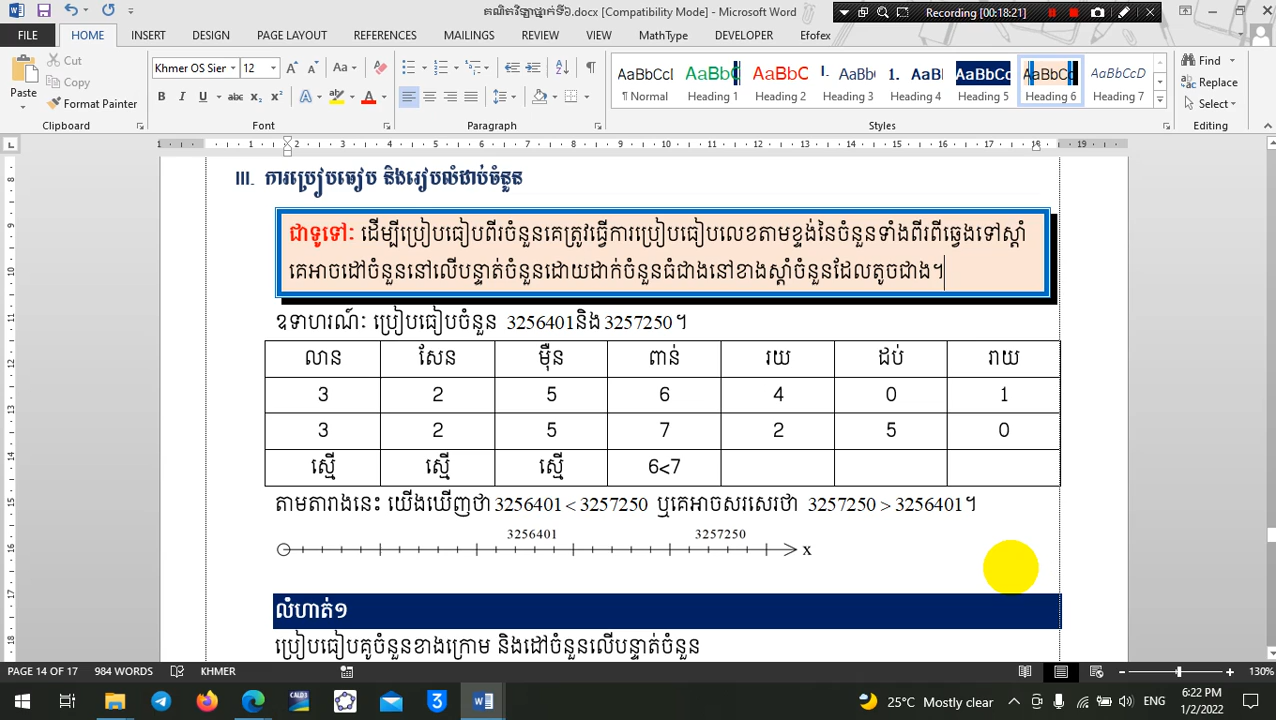 គណិតវិទ្យាថ្នាក់ទី៦.docx [Compatibility Mode] - Microsoft Word
Recording [00:18:21]
FILE HOME INSERT DESIGN PAGE LAYOUT REFERENCES MAILINGS REVIEW VIEW MathType DEVELOPER Efofex
Paste
Cut
Copy
Format Painter
Khmer OS Sier 12
AaBbCcI AaBbC AaBbC I. AaBbC 1. AaBb AaBbCc AaBbCc AaBbCcD
¶ Normal Heading 1 Heading 2 Heading 3 Heading 4 Heading 5 Heading 6 Heading 7
Find
Replace
Select
Clipboard Font Paragraph Styles Editing
III. ការប្រៀបធៀប និងរៀបលំដាប់ចំនួន
ជាទូទៅ: ដើម្បីប្រៀបធៀបពីរចំនួនគេត្រូវធ្វើការប្រៀបធៀបលេខតាមខ្ទង់នៃចំនួនទាំងពីរពីឆ្វេងទៅស្តាំ
គេអាចដៅចំនួននៅលើបន្ទាត់ចំនួនដោយដាក់ចំនួនធំជាងនៅខាងស្តាំចំនួនដែលតូចជាង។
ឧទាហរណ៍: ប្រៀបធៀបចំនួន 3256401និង 3257250។
លាន សែន ម៉ឺន ពាន់ រយ ដប់ រាយ
3 2 5 6 4 0 1
3 2 5 7 2 5 0
ស្មើ ស្មើ ស្មើ 6<7
តាមតារាងនេះ យើងឃើញថា 3256401 < 3257250 ឬគេអាចសរសេរថា 3257250 > 3256401។
3256401 3257250
x
លំហាត់១
ប្រៀបធៀបគូចំនួនខាងក្រោម និងដៅចំនួនលើបន្ទាត់ចំនួន
PAGE 14 OF 17 984 WORDS KHMER 130%
25°C Mostly clear ENG 6:22 PM
1/2/2022